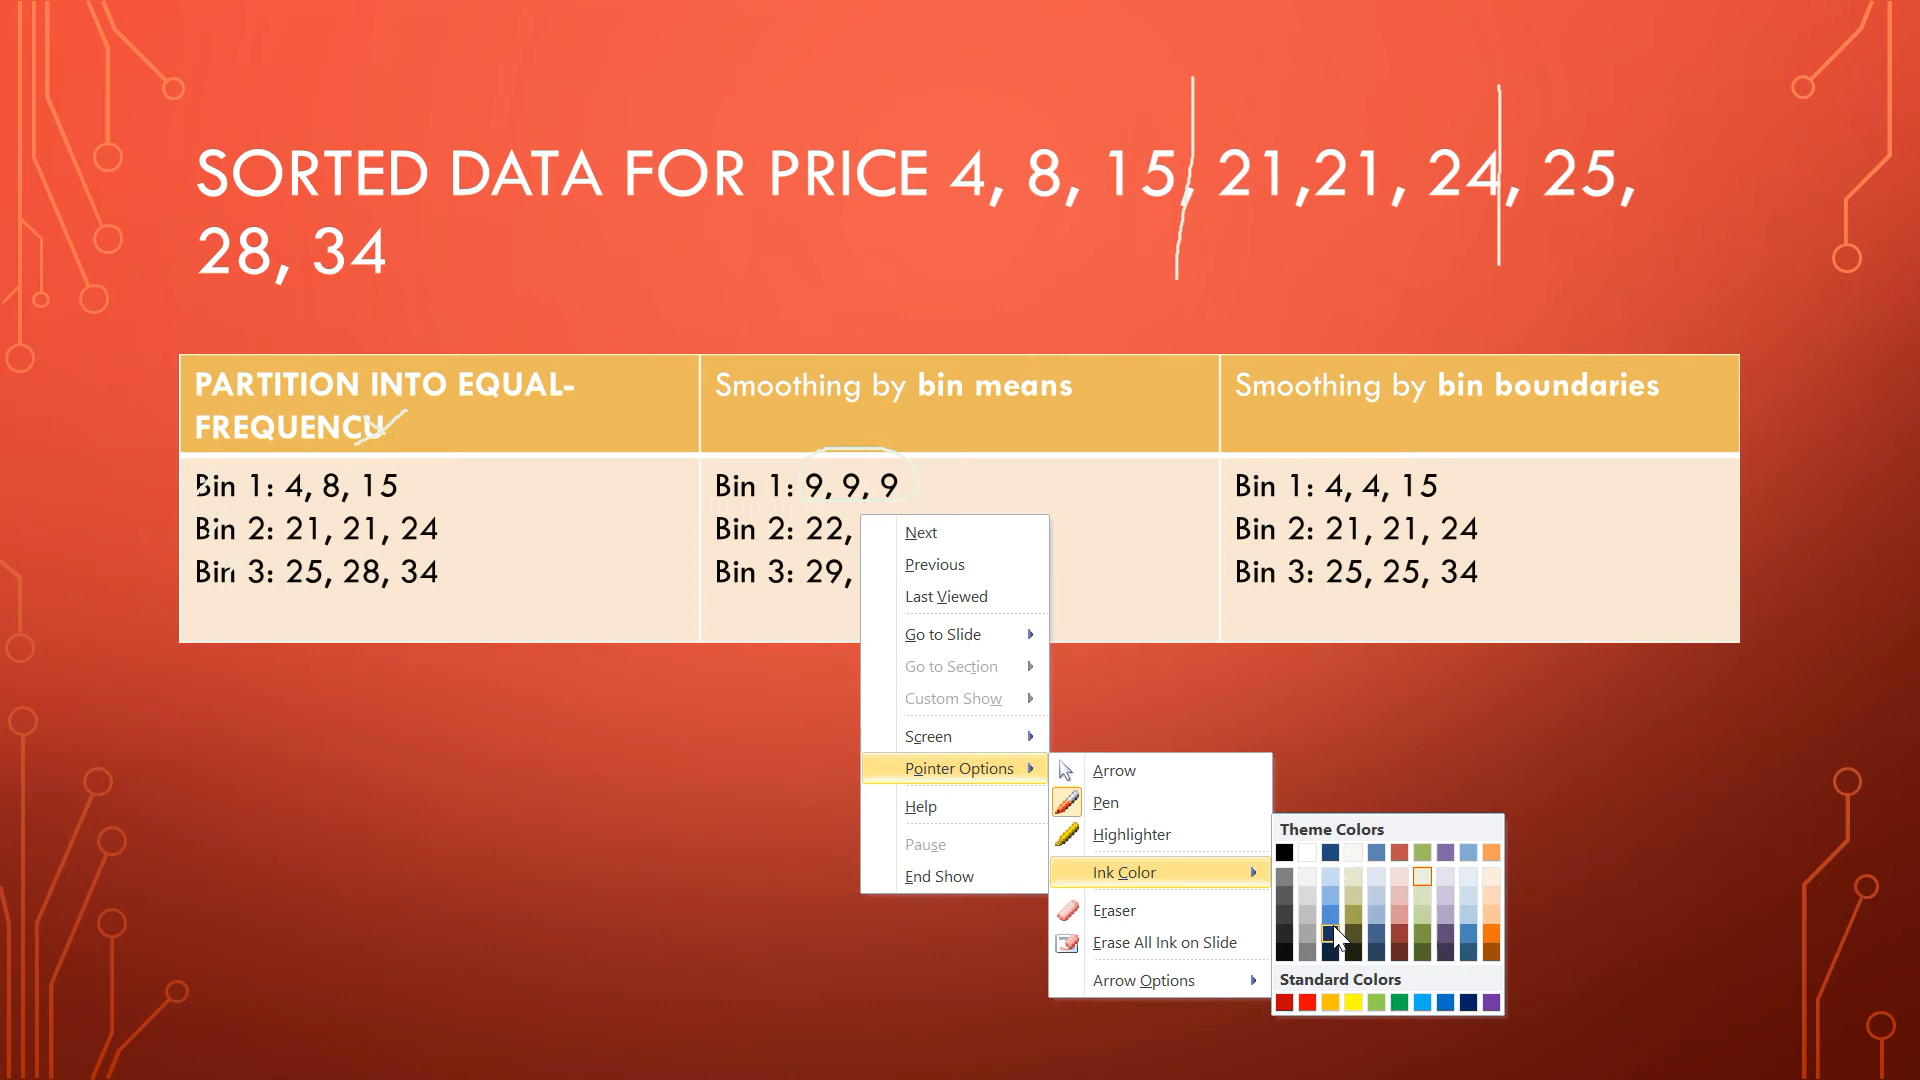 SORTED DATA FOR PRICE 4, 8, 15, 21,21, 24, 25,
28, 34
PARTITION INTO EQUAL-
FREQUENCU
Smoothing by bin means
Smoothing by bin boundaries
Bin 1: 4, 8, 15
Bin 2: 21, 21, 24
Bin 3: 25, 28, 34
Bin 1: 9, 9, 9
Bin 2: 22,
Bin 3: 29,
Bin 1: 4, 4, 15
Bin 2: 21, 21, 24
Bin 3: 25, 25, 34
Next
Previous
Last Viewed
Go to Slide
Go to Section
Custom Show
Screen
Pointer Options
Help
Pause
End Show
Arrow
Pen
Highlighter
Ink Color
Eraser
Erase All Ink on Slide
Arrow Options
Theme Colors
Standard Colors